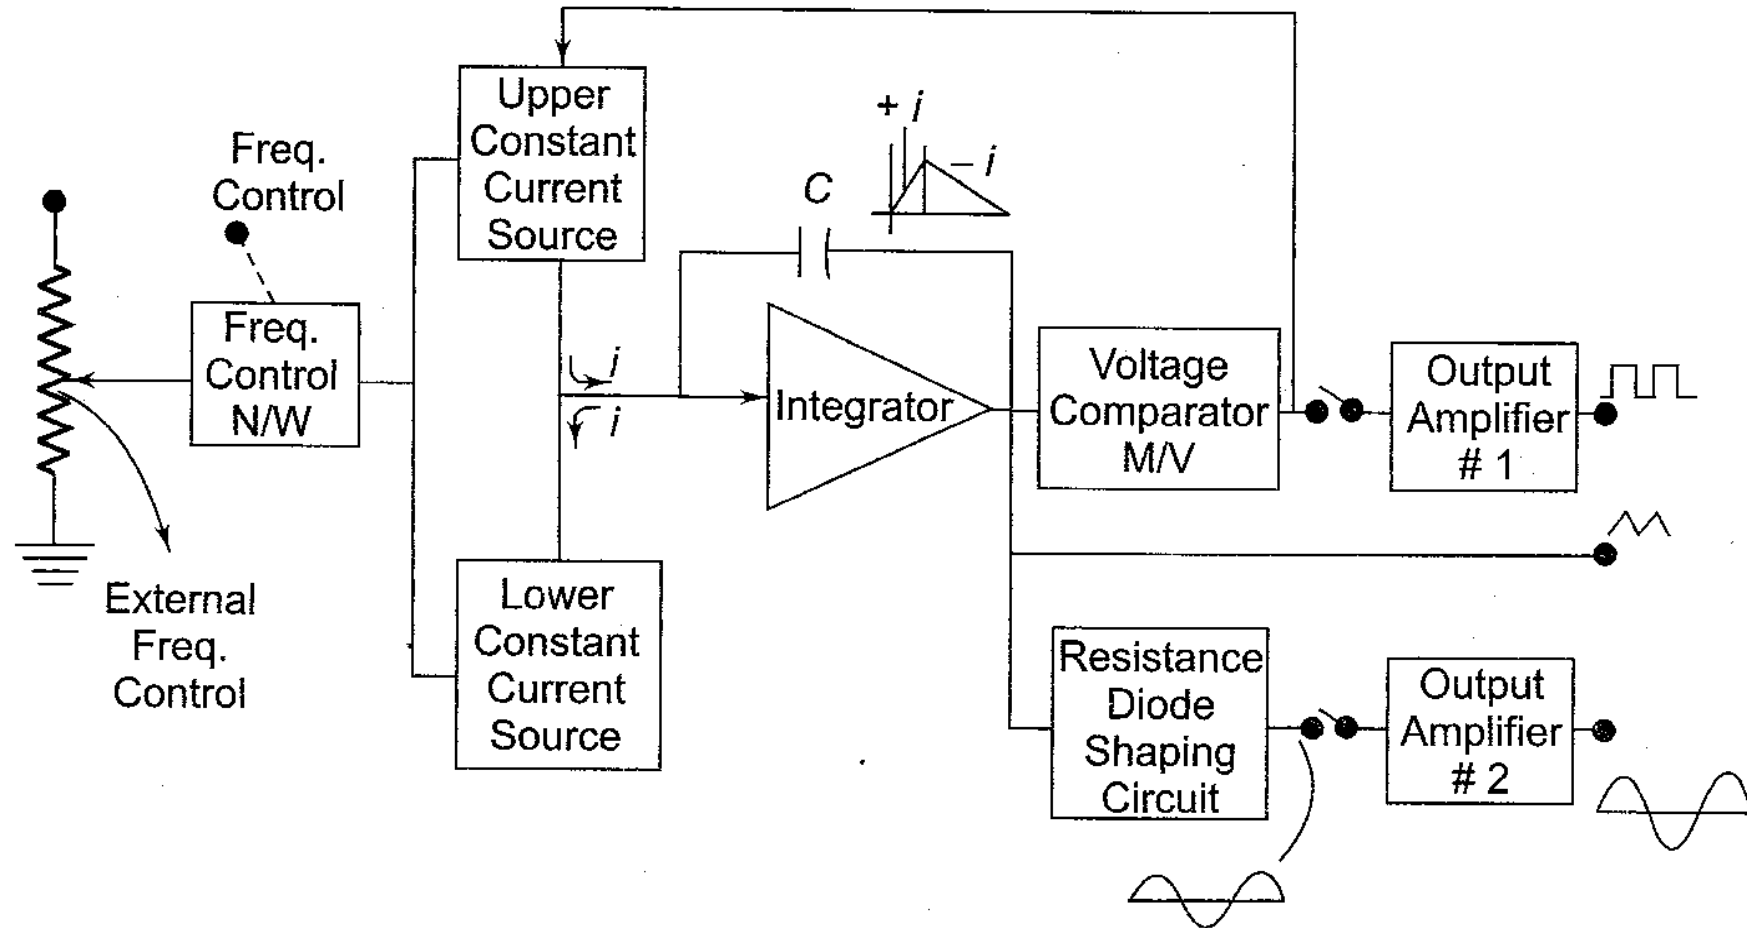 Upper
Constant
Current
Source
Freq.
Control
+ i
– i
C
Freq.
Control
N/W
i
i
Integrator
Voltage
Comparator
M/V
Output
Amplifier
# 1
External
Freq.
Control
Lower
Constant
Current
Source
Resistance
Diode
Shaping
Circuit
Output
Amplifier
# 2